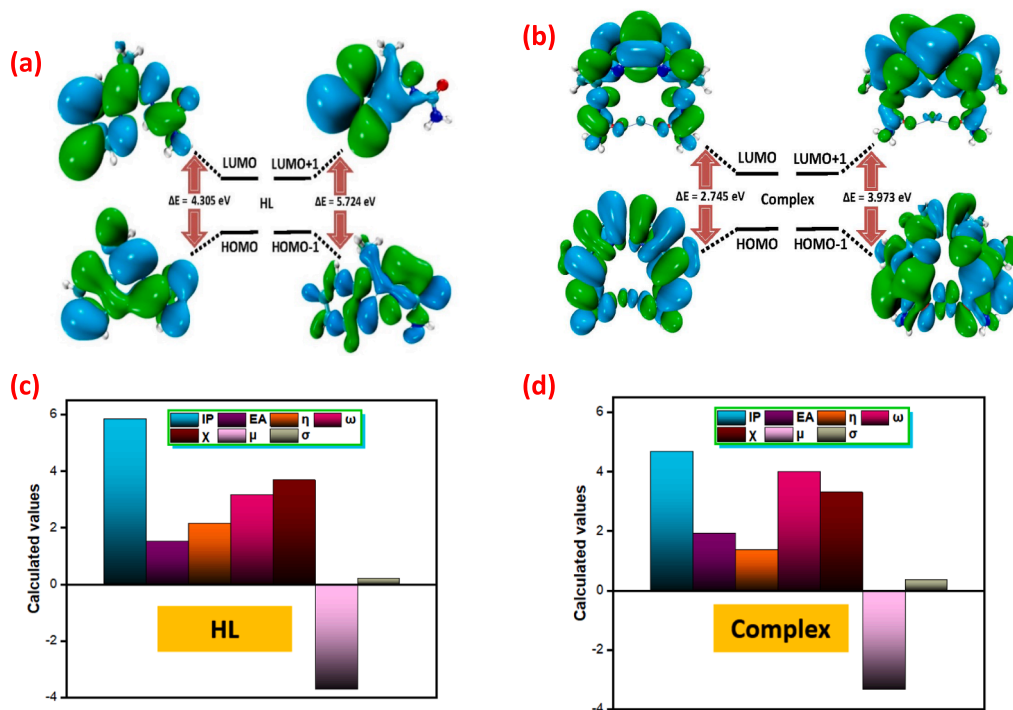 (a)
LUMO LUMO+1
ΔE = 4.305 eV HL ΔE = 5.724 eV
HOMO HOMO-1
(b)
LUMO LUMO+1
ΔE = 2.745 eV Complex ΔE = 3.973 eV
HOMO HOMO-1
(c)
Calculated values
6
4
2
0
-2
-4
IP EA η ω
χ μ σ
HL
(d)
Calculated values
6
4
2
0
-2
-4
IP EA η ω
χ μ σ
Complex